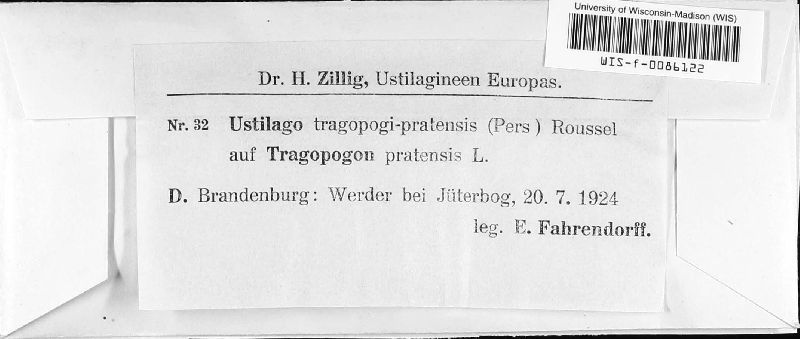 University of Wisconsin-Madison (WIS)
WIS-f-0086122
Dr. H. Zillig, Ustilagineen Europas.
Nr. 32 Ustilago tragopogi-pratensis (Pers ) Roussel
auf Tragopogon pratensis L.
D. Brandenburg: Werder bei Jüterbog, 20. 7. 1924
leg. E. Fahrendorff.